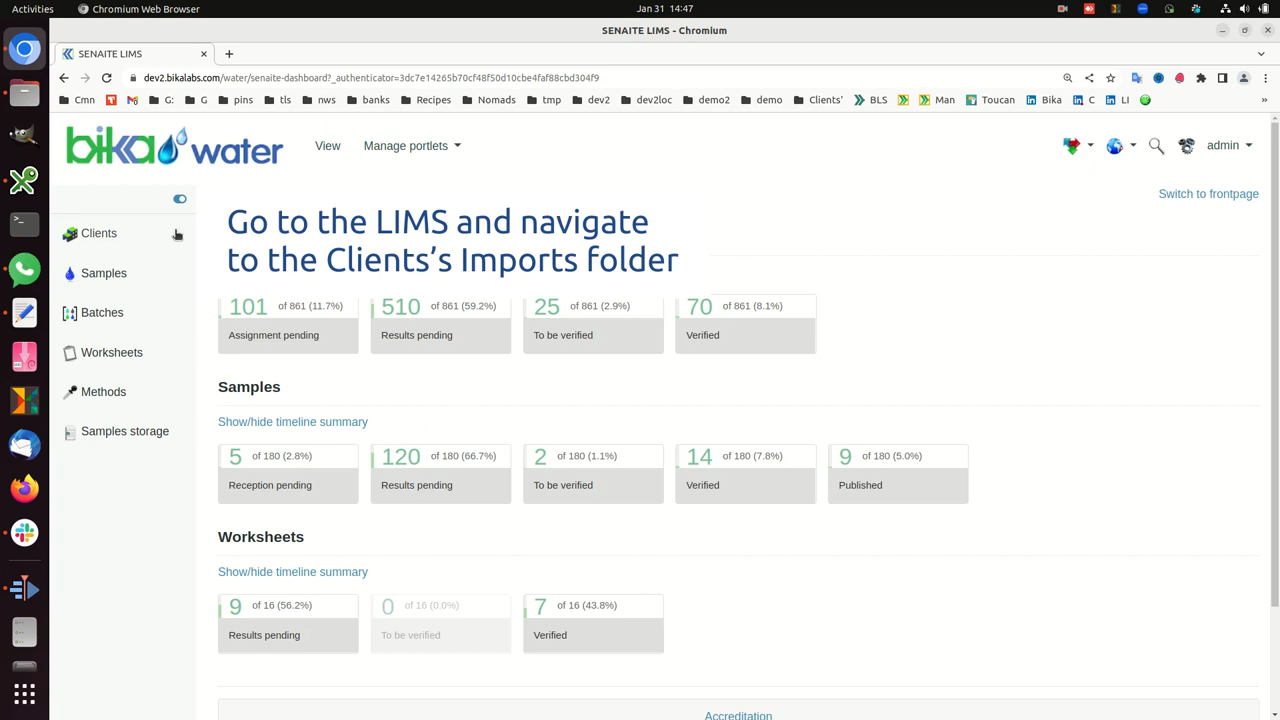 Activities
Chromium Web Browser
Jan 31 14:47
SENAITE LIMS - Chromium
SENAITE LIMS
dev2.bikalabs.com/water/senaite-dashboard?_authenticator=3dc7e14265b70cf48f50d10cbe4faf88cbd304f9
Cmn G: G pins tls nws banks Recipes Nomads tmp dev2 dev2loc demo2 demo Clients' BLS Man Toucan Bika C LI »
bika water
View
Manage portlets
admin
Switch to frontpage
Clients
Samples
Batches
Worksheets
Methods
Samples storage
Go to the LIMS and navigate
to the Clients's Imports folder
101 of 861 (11.7%)
Assignment pending
510 of 861 (59.2%)
Results pending
25 of 861 (2.9%)
To be verified
70 of 861 (8.1%)
Verified
Samples
Show/hide timeline summary
5 of 180 (2.8%)
Reception pending
120 of 180 (66.7%)
Results pending
2 of 180 (1.1%)
To be verified
14 of 180 (7.8%)
Verified
9 of 180 (5.0%)
Published
Worksheets
Show/hide timeline summary
9 of 16 (56.2%)
Results pending
0 of 16 (0.0%)
To be verified
7 of 16 (43.8%)
Verified
Accreditation